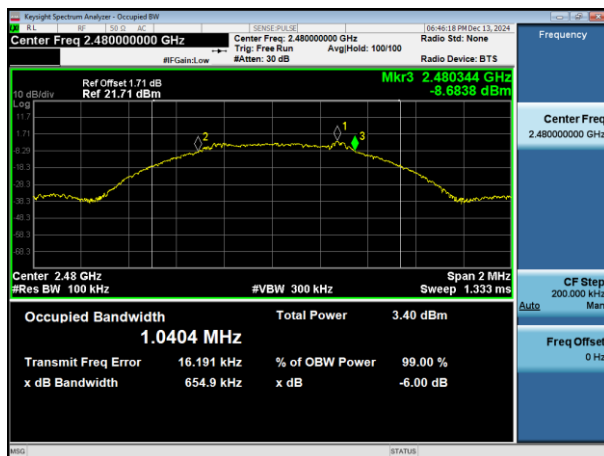 Keysight Spectrum Analyzer - Occupied BW
RL RF 50 Ω AC SENSE:PULSE 06:46:18 PM Dec 13, 2024
Center Freq 2.480000000 GHz
Center Freq: 2.480000000 GHz
Radio Std: None
Trig: Free Run Avg|Hold: 100/100
#IFGain:Low #Atten: 30 dB Radio Device: BTS
Frequency
Ref Offset 1.71 dB
Mkr3 2.480344 GHz
10 dB/div Ref 21.71 dBm -8.6838 dBm
Log
11.7
1.71
-8.29
-18.3
-28.3
-38.3
-48.3
-58.3
-68.3
2
1
3
Center 2.48 GHz Span 2 MHz
#Res BW 100 kHz #VBW 300 kHz Sweep 1.333 ms
Occupied Bandwidth Total Power 3.40 dBm
1.0404 MHz
Transmit Freq Error 16.191 kHz % of OBW Power 99.00 %
x dB Bandwidth 654.9 kHz x dB -6.00 dB
Center Freq
2.480000000 GHz
CF Step
200.000 kHz
Auto Man
Freq Offset
0 Hz
MSG STATUS